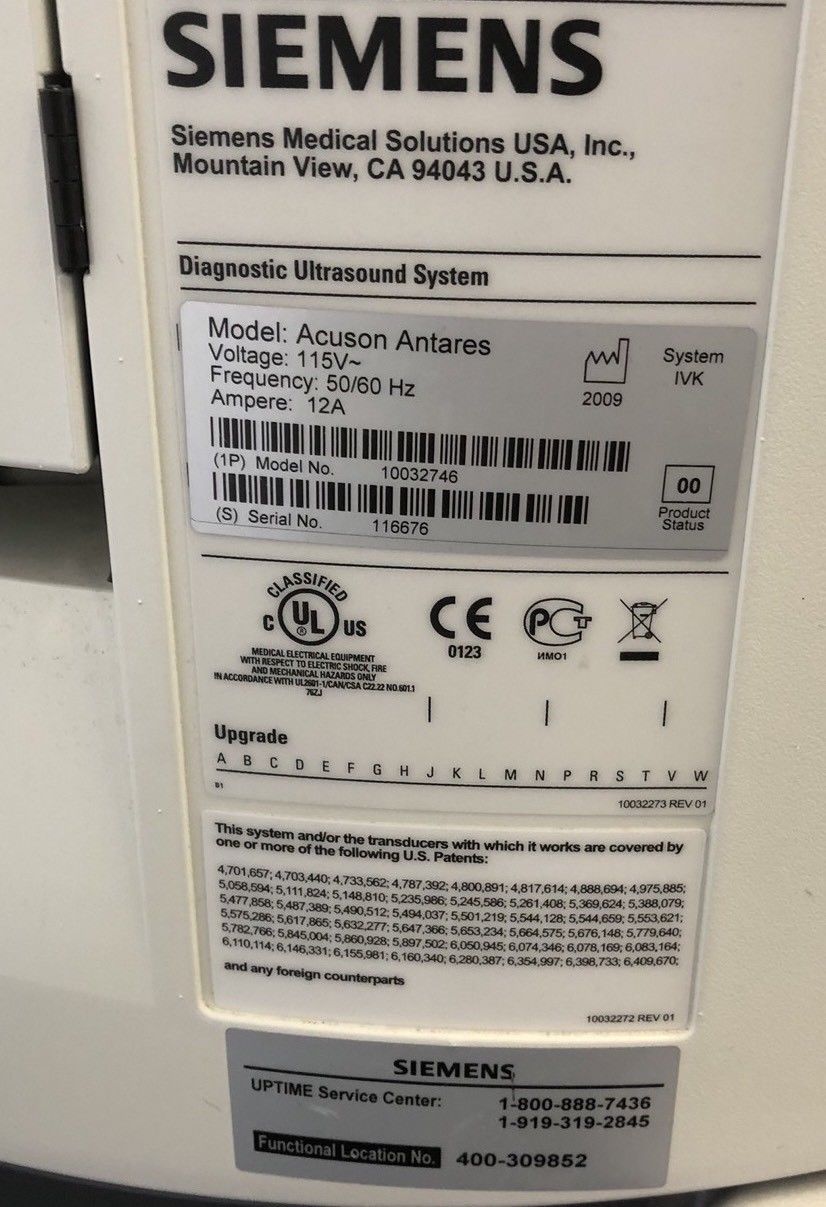 SIEMENS
Siemens Medical Solutions USA, Inc.,
Mountain View, CA 94043 U.S.A.
Diagnostic Ultrasound System
Model: Acuson Antares
Voltage: 115V~
Frequency: 50/60 Hz
Ampere: 12A
2009
System
IVK
(1P) Model No. 10032746
(S) Serial No. 116676
00
Product
Status
CLASSIFIED
C UL ® US
MEDICAL ELECTRICAL EQUIPMENT
WITH RESPECT TO ELECTRIC SHOCK, FIRE
AND MECHANICAL HAZARDS ONLY
IN ACCORDANCE WITH UL2601-1/CAN/CSA C22.22 NO.601.1
76ZJ
CE
0123
РСТ
ИМ01
Upgrade
A B C D E F G H J K L M N P R S T V W
B1
10032273 REV 01
This system and/or the transducers with which it works are covered by
one or more of the following U.S. Patents:
4,701,657; 4,703,440; 4,733,562; 4,787,392; 4,800,891; 4,817,614; 4,888,694; 4,975,885;
5,058,594; 5,111,824; 5,148,810; 5,235,986; 5,245,586; 5,261,408; 5,369,624; 5,388,079;
5,477,858; 5,487,389; 5,490,512; 5,494,037; 5,501,219; 5,544,128; 5,544,659; 5,553,621;
5,575,286; 5,617,865; 5,632,277; 5,647,366; 5,653,234; 5,664,575; 5,676,148; 5,779,640;
5,782,766; 5,845,004; 5,860,928; 5,897,502; 6,050,945; 6,074,346; 6,078,169; 6,083,164;
6,110,114; 6,146,331; 6,155,981; 6,160,340; 6,280,387; 6,354,997; 6,398,733; 6,409,670;
and any foreign counterparts
10032272 REV 01
SIEMENS
UPTIME Service Center: 1-800-888-7436
1-919-319-2845
Functional Location No. 400-309852